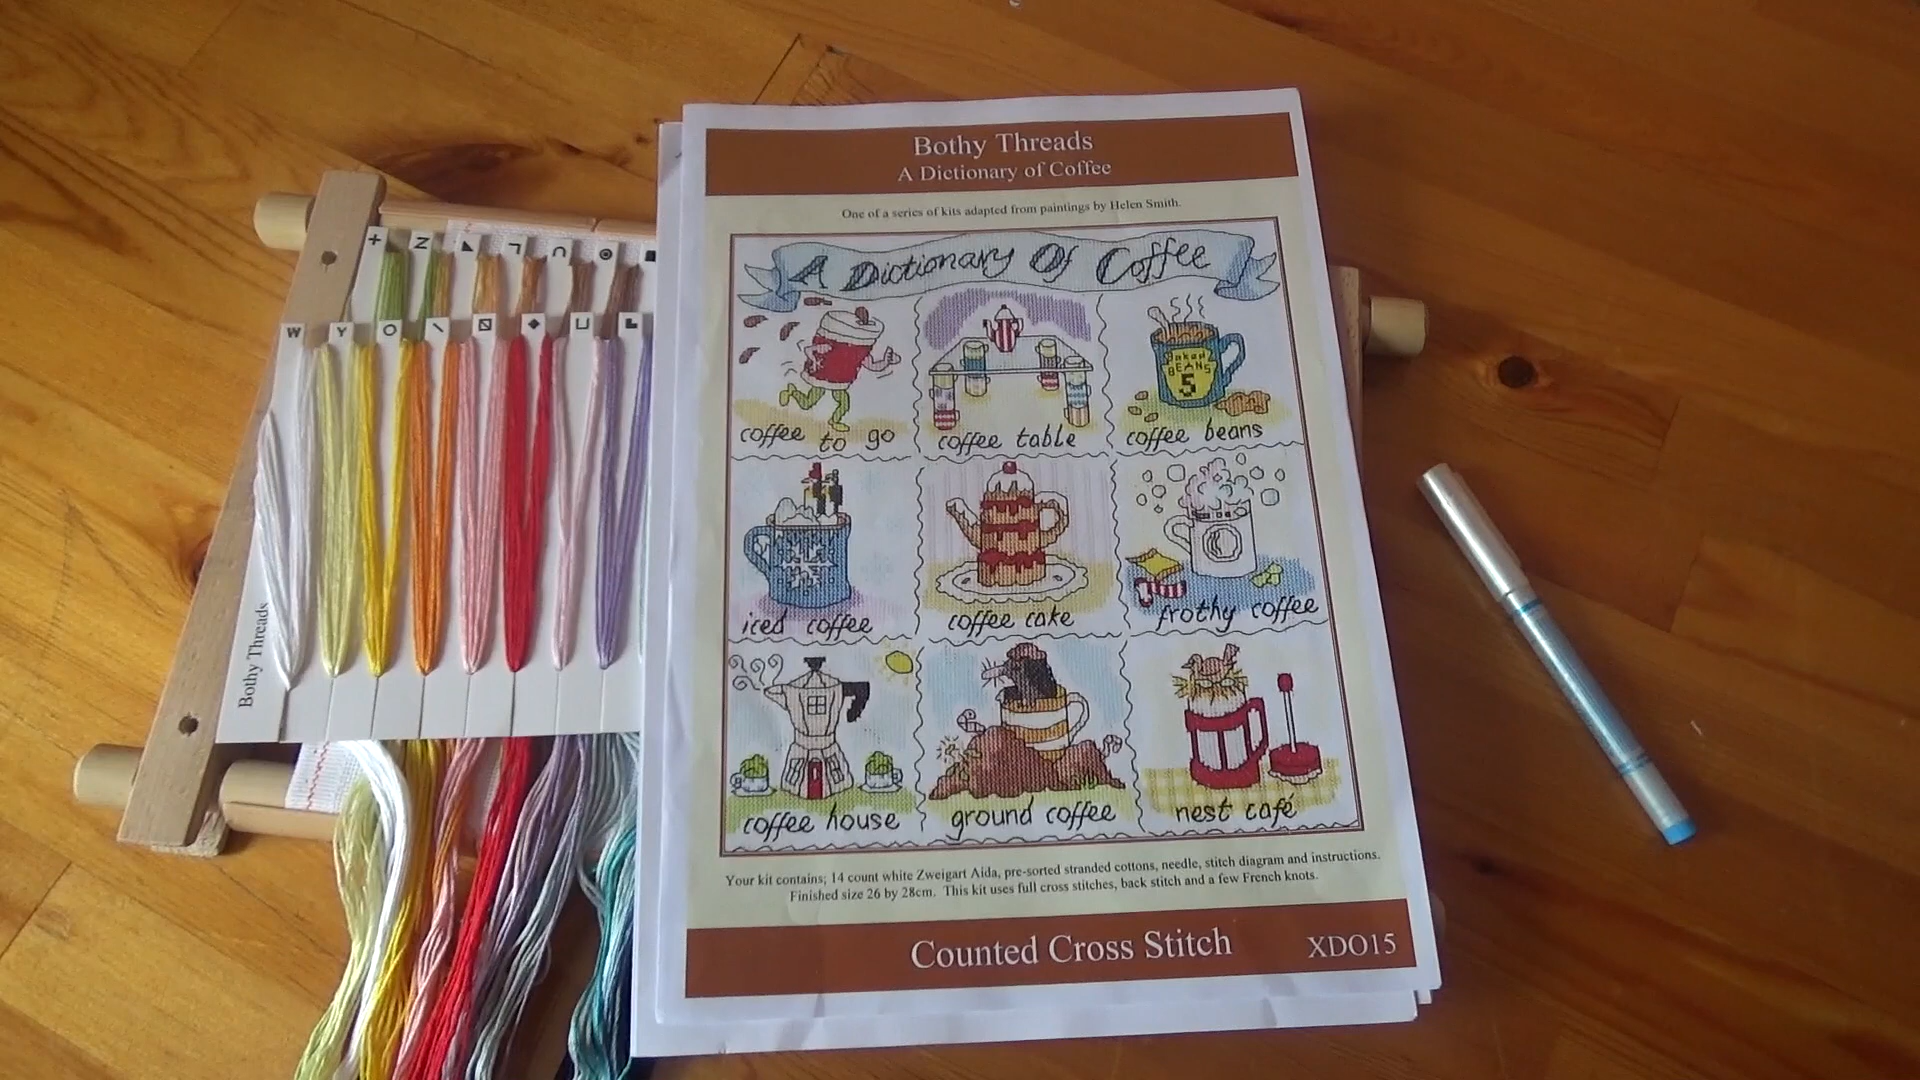 Bothy Threads
A Dictionary of Coffee
One of a series of kits adapted from paintings by Helen Smith.
A Dictionary Of Coffee
coffee to go
coffee table
Baked
BEANS
5
coffee beans
iced coffee
coffee cake
frothy coffee
coffee house
ground coffee
nest café
Your kit contains; 14 count white Zweigart Aida, pre-sorted stranded cottons, needle, stitch diagram and instructions.
Finished size 26 by 28cm. This kit uses full cross stitches, back stitch and a few French knots.
Counted Cross Stitch
XDO15
Z
W
Y
Bothy Threads